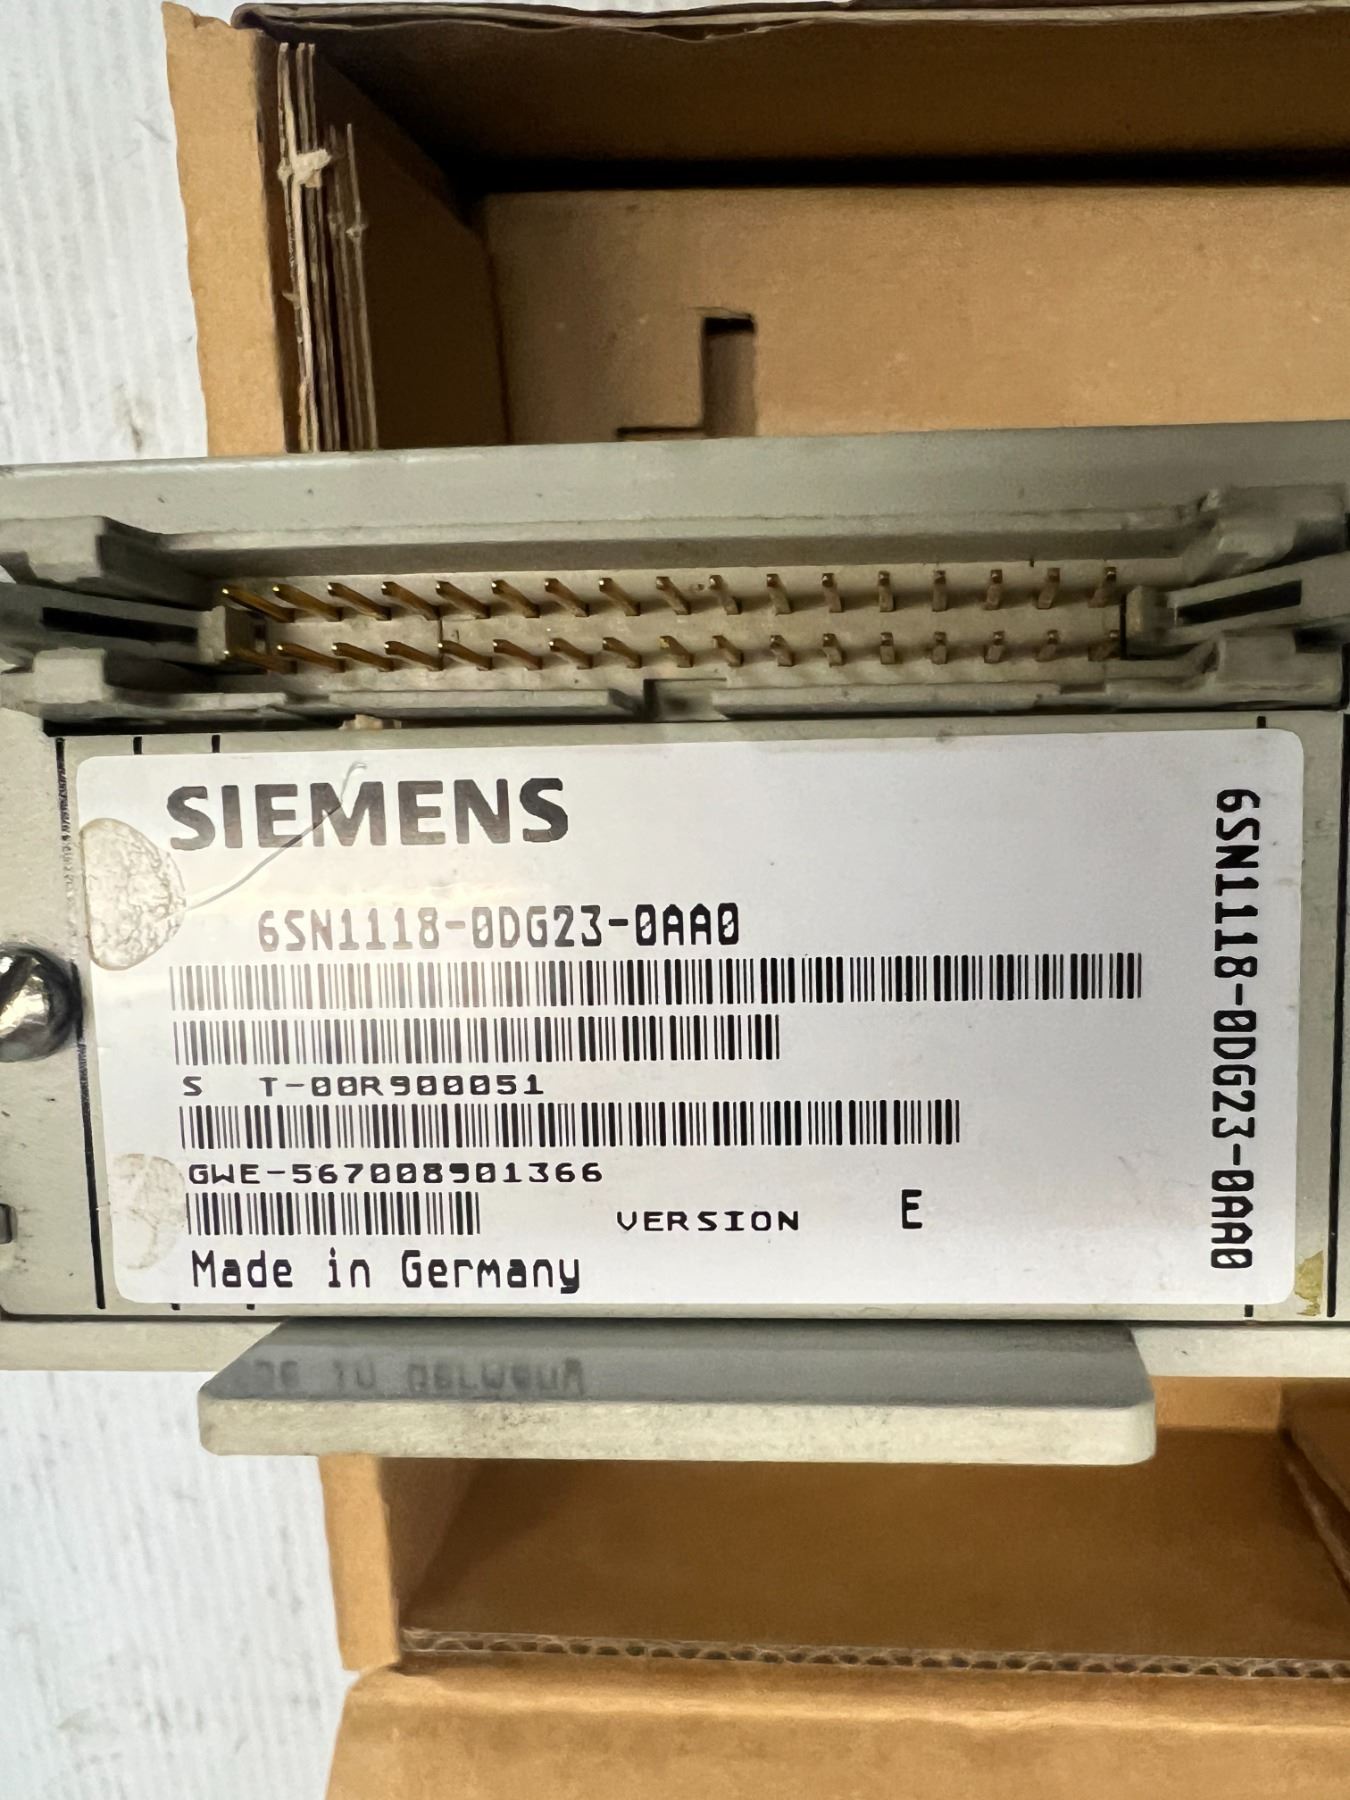 SIEMENS
6SN1118-0DG23-0AA0
S T-00R900051
GWE-567008901366
VERSION E
Made in Germany
6SN1118-0DG23-0AA0